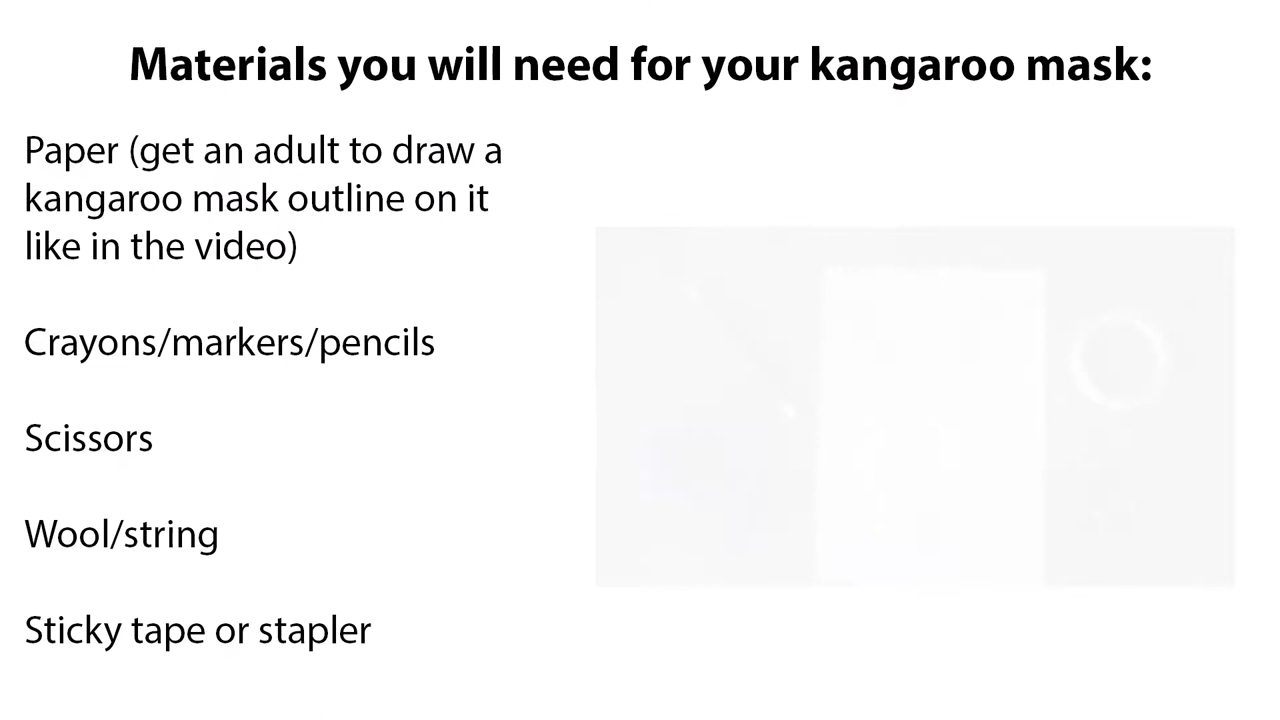 Materials you will need for your kangaroo mask:
Paper (get an adult to draw a
kangaroo mask outline on it
like in the video)
Crayons/markers/pencils
Scissors
Wool/string
Sticky tape or stapler